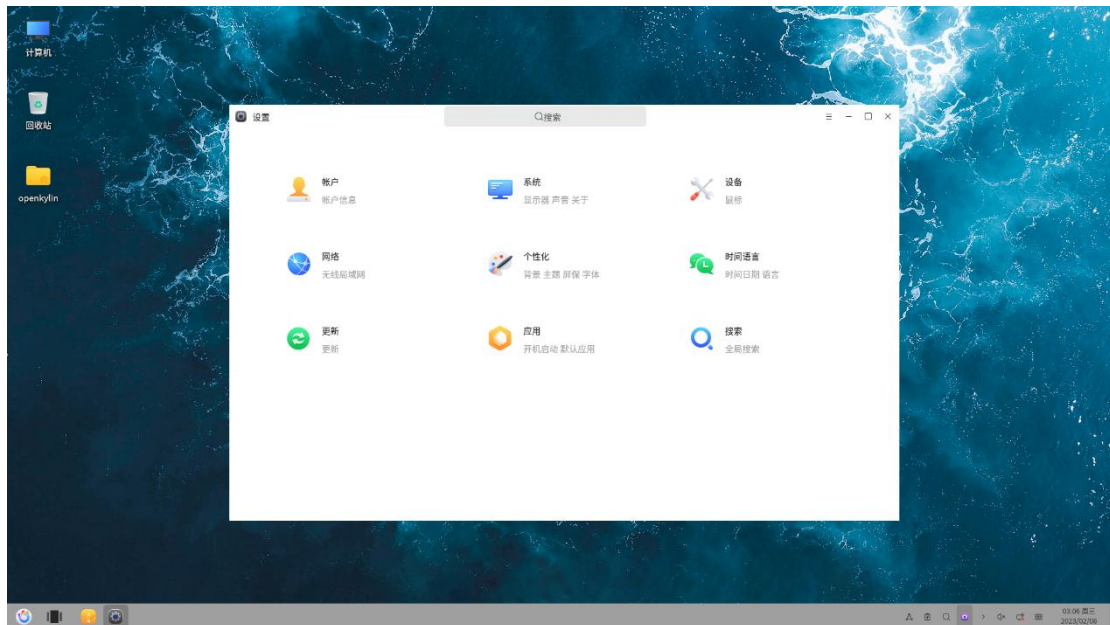 计算机
回收站
openkylin
设置
搜索
帐户
帐户信息
系统
显示器 声音 关于
设备
鼠标
网络
无线局域网
个性化
背景 主题 屏保 字体
时间语言
时间日期 语言
更新
更新
应用
开机启动 默认应用
搜索
全局搜索
03:06 周三
2023/02/08